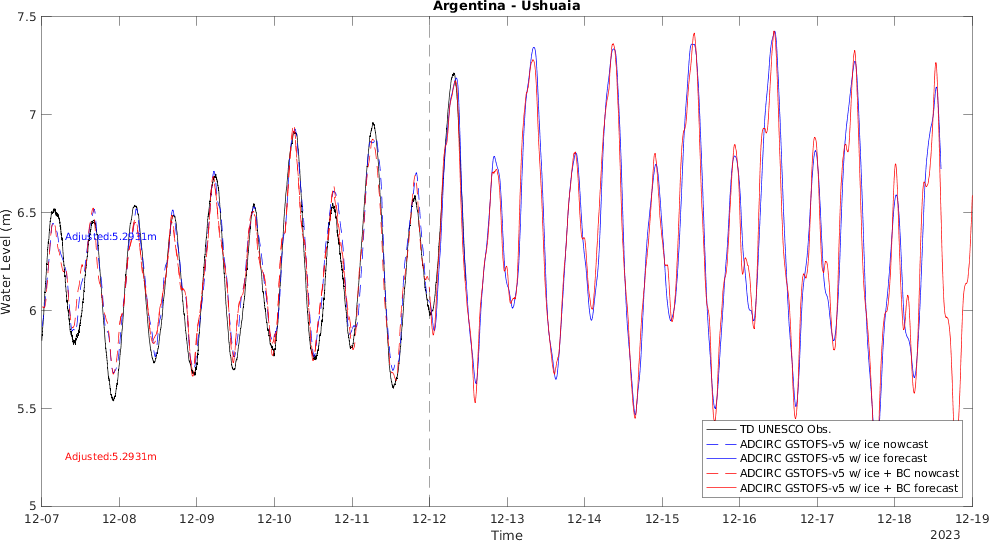 Argentina - Ushuaia
7.5
7
6.5
6
5.5
5
Water Level (m)
Adjusted:5.2931m
Adjusted:5.2931m
TD UNESCO Obs.
ADCIRC GSTOFS-v5 w/ ice nowcast
ADCIRC GSTOFS-v5 w/ ice forecast
ADCIRC GSTOFS-v5 w/ ice + BC nowcast
ADCIRC GSTOFS-v5 w/ ice + BC forecast
12-07 12-08 12-09 12-10 12-11 12-12 12-13 12-14 12-15 12-16 12-17 12-18 12-19
Time
2023